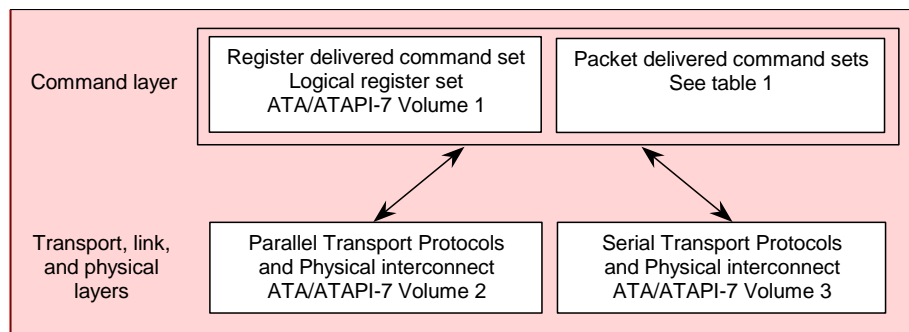 Command layer
Register delivered command set
Logical register set
ATA/ATAPI-7 Volume 1
Packet delivered command sets
See table 1
Transport, link,
and physical
layers
Parallel Transport Protocols
and Physical interconnect
ATA/ATAPI-7 Volume 2
Serial Transport Protocols
and Physical interconnect
ATA/ATAPI-7 Volume 3